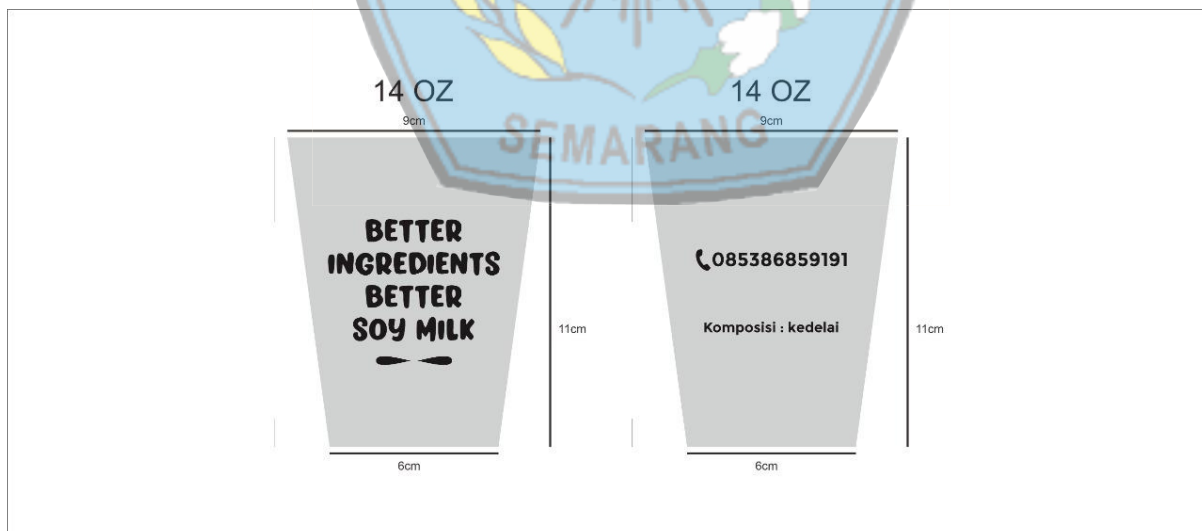 14 OZ
9cm
BETTER
INGREDIENTS
BETTER
SOY MILK
11cm
6cm
14 OZ
9cm
085386859191
Komposisi : kedelai
11cm
6cm
SEMARANG